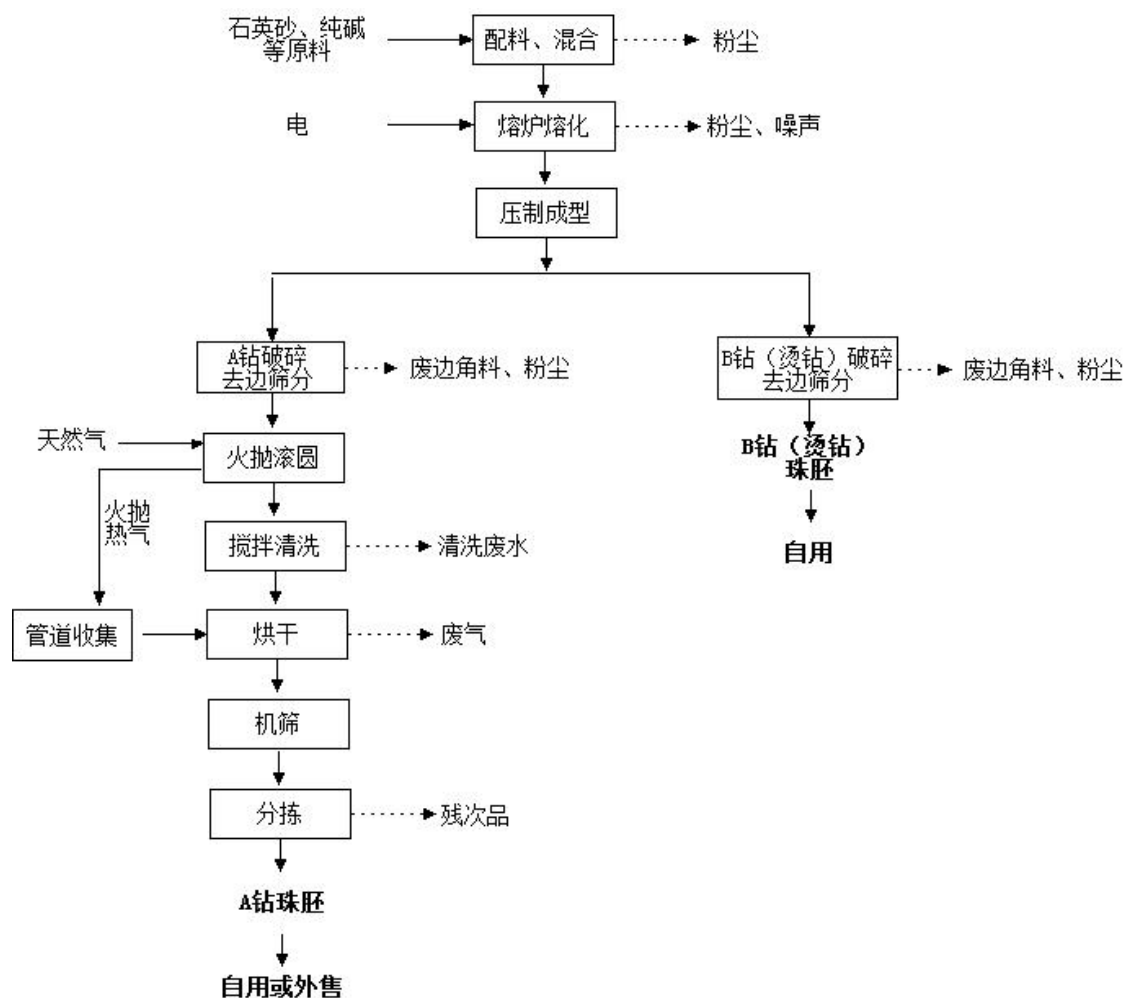 石英砂、纯碱
等原料
配料、混合
粉尘
电
熔炉熔化
粉尘、噪声
压制成型
A钻破碎
去边筛分
废边角料、粉尘
B钻（烫钻）破碎
去边筛分
废边角料、粉尘
天然气
火抛滚圆
B钻（烫钻）
珠胚
火抛
热气
搅拌清洗
清洗废水
自用
管道收集
烘干
废气
机筛
分拣
残次品
A钻珠胚
自用或外售